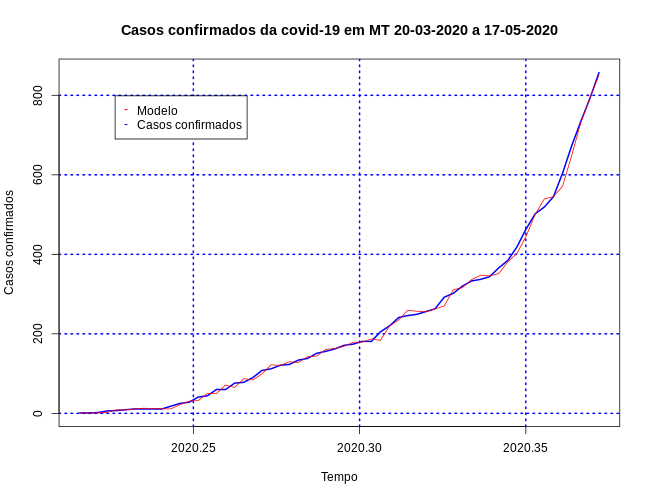 Casos confirmados da covid-19 em MT 20-03-2020 a 17-05-2020
Casos confirmados
800
600
400
200
0
Modelo
Casos confirmados
2020.25
2020.30
2020.35
Tempo